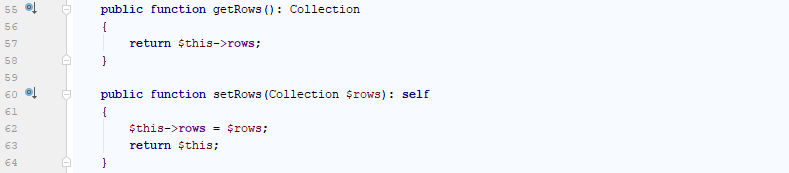 55 public function getRows(): Collection
56 {
57 return $this->rows;
58 }
59
60 public function setRows(Collection $rows): self
61 {
62 $this->rows = $rows;
63 return $this;
64 }